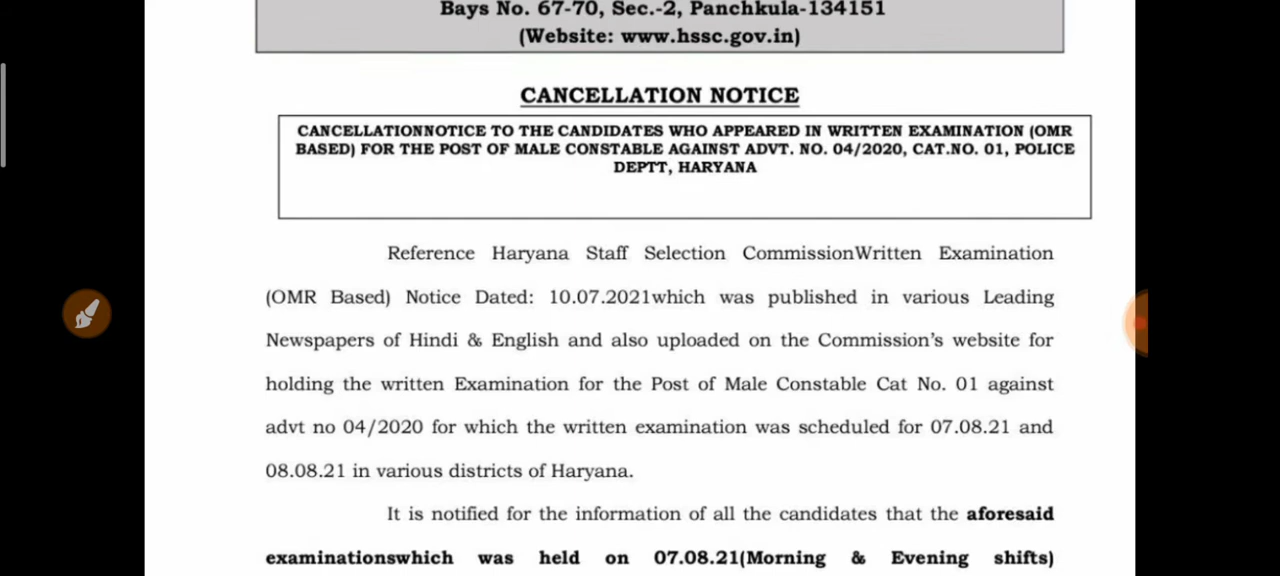 Bays No. 67-70, Sec.-2, Panchkula-134151
(Website: www.hssc.gov.in)
CANCELLATION NOTICE
CANCELLATIONNOTICE TO THE CANDIDATES WHO APPEARED IN WRITTEN EXAMINATION (OMR
BASED) FOR THE POST OF MALE CONSTABLE AGAINST ADVT. NO. 04/2020, CAT.NO. 01, POLICE
DEPTT, HARYANA
Reference Haryana Staff Selection CommissionWritten Examination
(OMR Based) Notice Dated: 10.07.2021which was published in various Leading
Newspapers of Hindi & English and also uploaded on the Commission's website for
holding the written Examination for the Post of Male Constable Cat No. 01 against
advt no 04/2020 for which the written examination was scheduled for 07.08.21 and
08.08.21 in various districts of Haryana.
It is notified for the information of all the candidates that the aforesaid
examinationswhich was held on 07.08.21(Morning & Evening shifts)